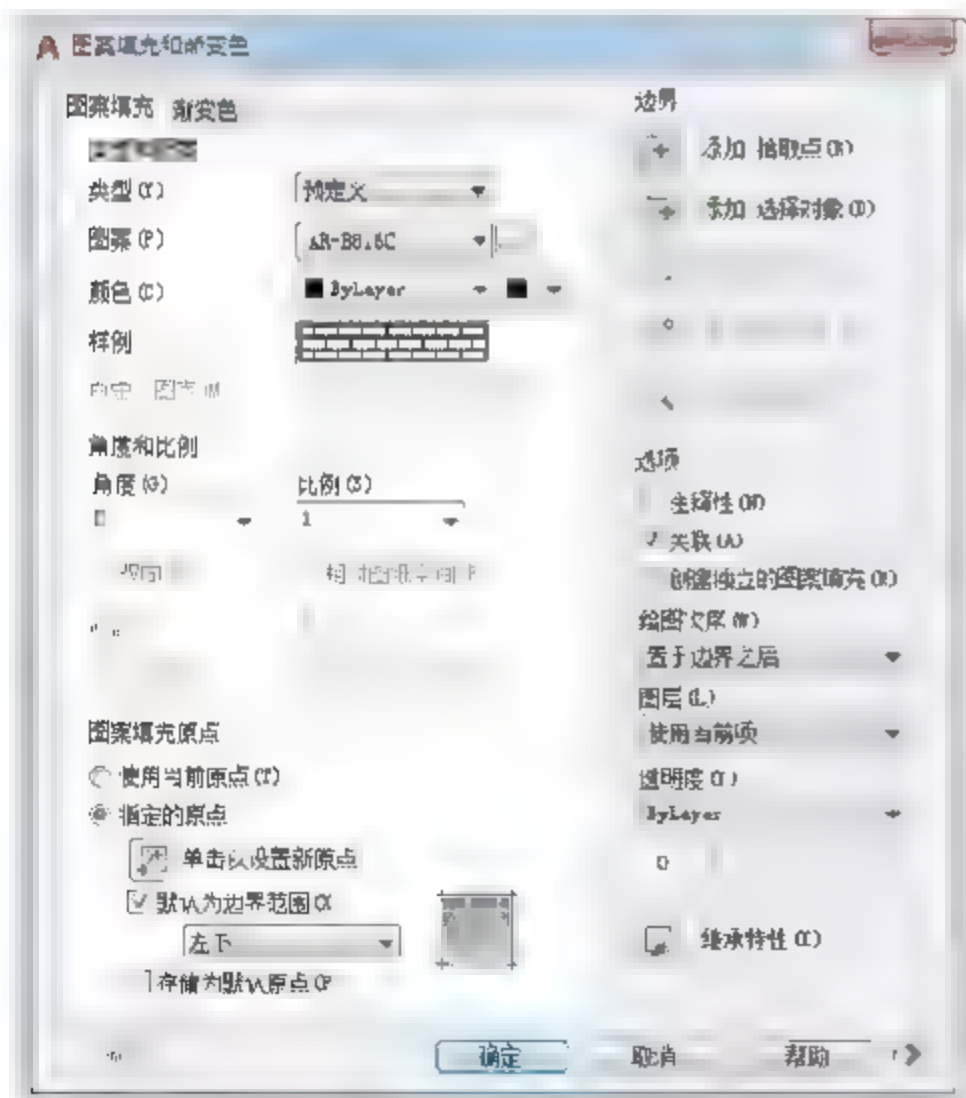 图案填充和渐变色
图案填充 渐变色
类型(Y)
预定义
图案(P)
AR-B816C
颜色(C)
ByLayer
样例
角度和比例
角度(G)
比例(S)
1
图案填充原点
使用当前原点(T)
指定的原点
单击以设置新原点
默认为边界范围(X
左下
存储为默认原点(F
边界
添加 拾取点(K)
添加 选择对象(B)
选项
注释性(N)
关联(A)
创建独立的图案填充(H)
绘图次序(W)
置于边界之后
图层(L)
使用当前项
透明度(T)
ByLayer
0
继承特性(I)
确定
取消
帮助